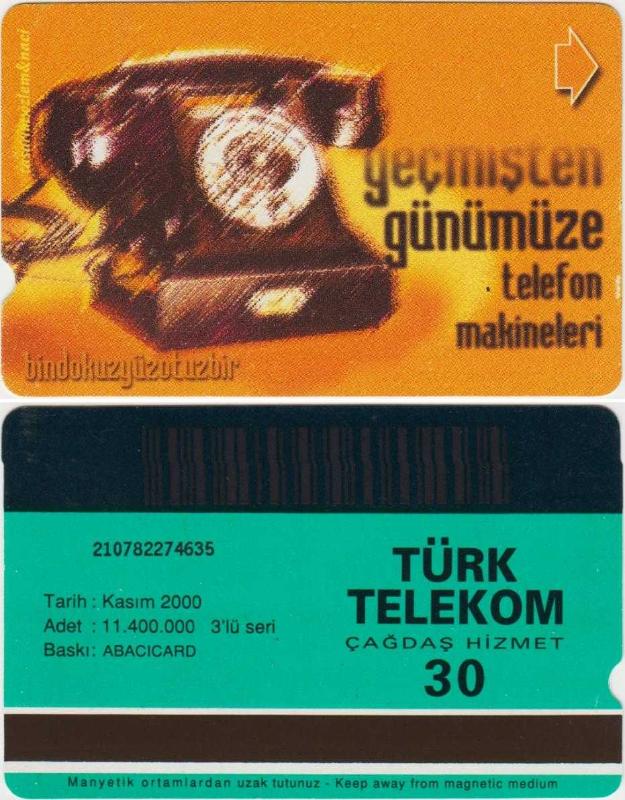 geçmişten
günümüze
telefon
makineleri
bindokuzyüzotuzbir
210782274635
TÜRK
TELEKOM
ÇAĞDAŞ HİZMET
30
Tarih : Kasım 2000
Adet : 11.400.000 3'lü seri
Baskı: ABACICARD
Manyetik ortamlardan uzak tutunuz - Keep away from magnetic medium